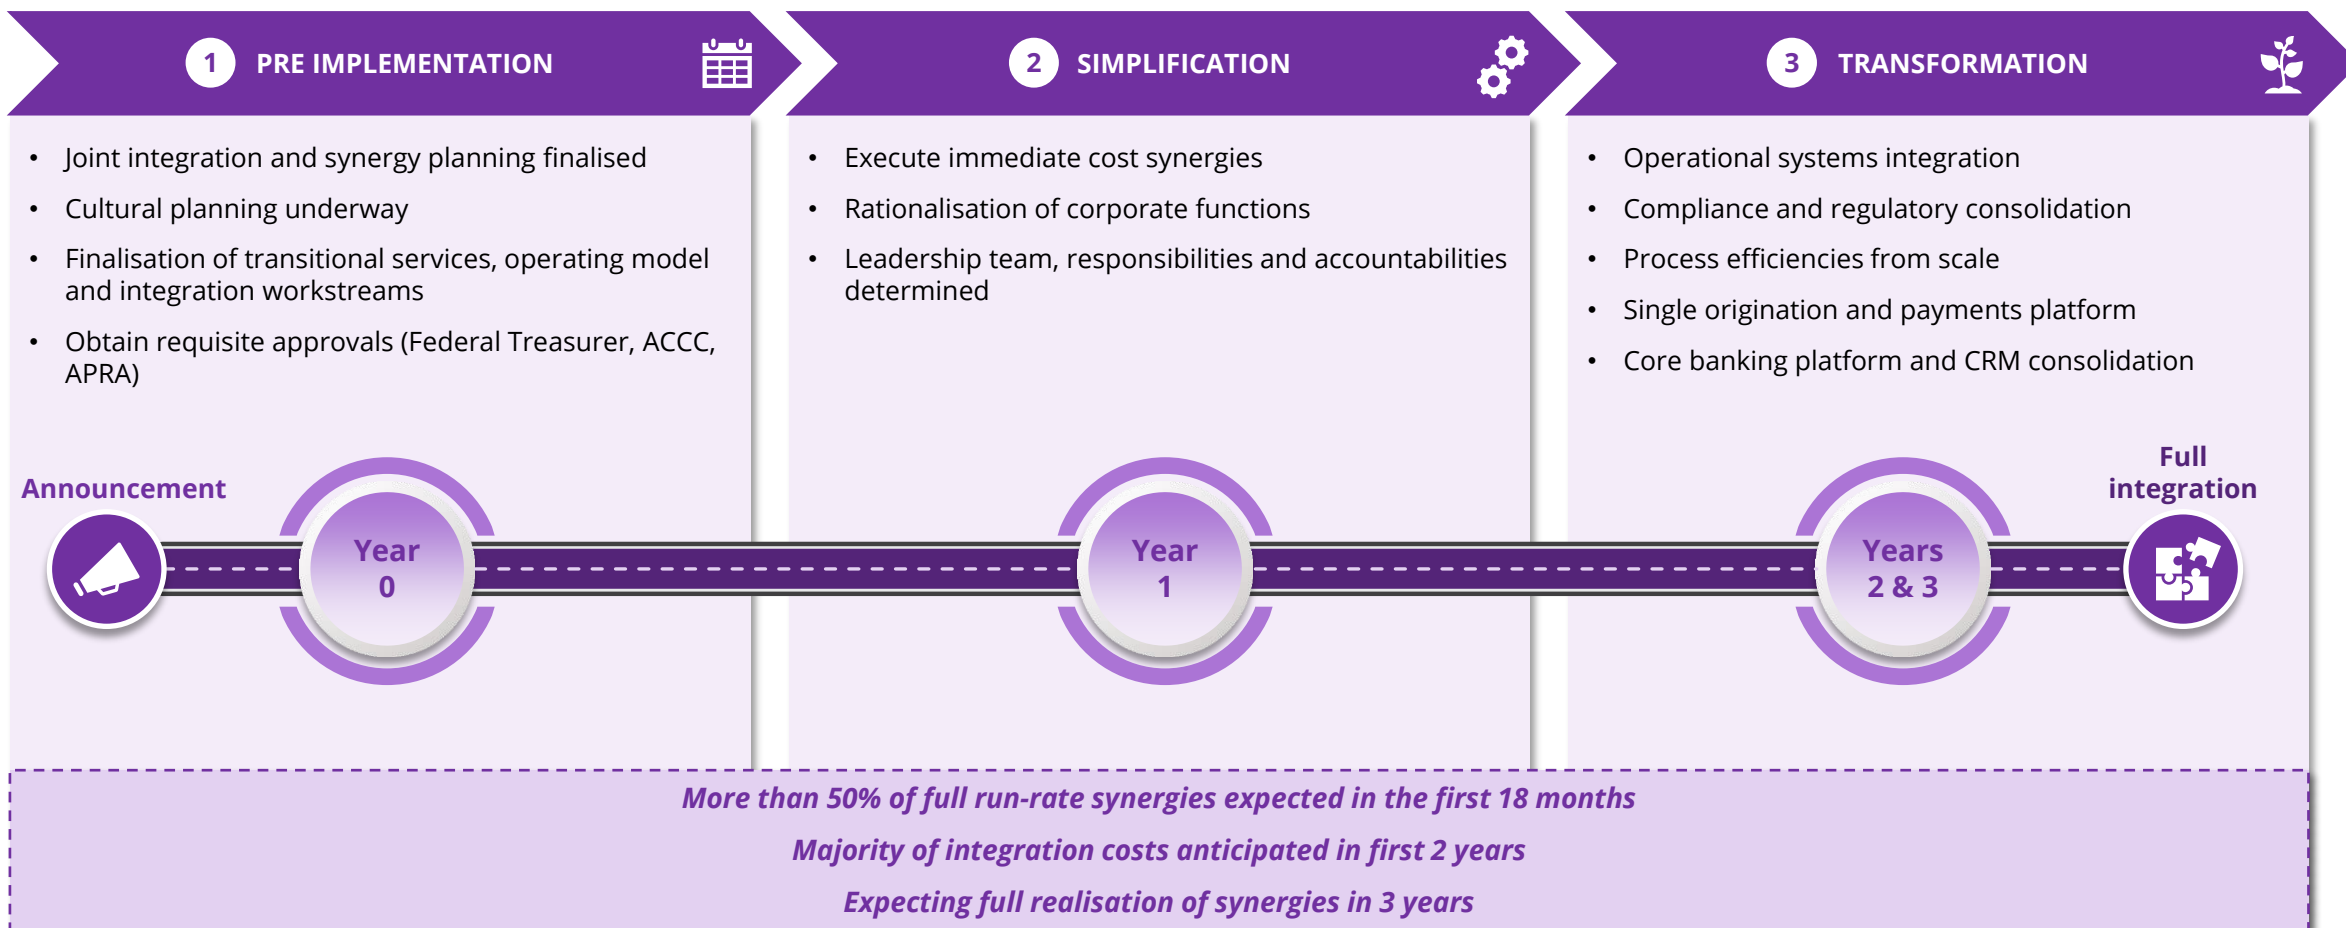 1 PRE IMPLEMENTATION
• Joint integration and synergy planning finalised
• Cultural planning underway
• Finalisation of transitional services, operating model
and integration workstreams
• Obtain requisite approvals (Federal Treasurer, ACCC,
APRA)
2 SIMPLIFICATION
• Execute immediate cost synergies
• Rationalisation of corporate functions
• Leadership team, responsibilities and accountabilities
determined
3 TRANSFORMATION
• Operational systems integration
• Compliance and regulatory consolidation
• Process efficiencies from scale
• Single origination and payments platform
• Core banking platform and CRM consolidation
Announcement
Year
0
Year
1
Years
2 & 3
Full
integration
More than 50% of full run-rate synergies expected in the first 18 months
Majority of integration costs anticipated in first 2 years
Expecting full realisation of synergies in 3 years